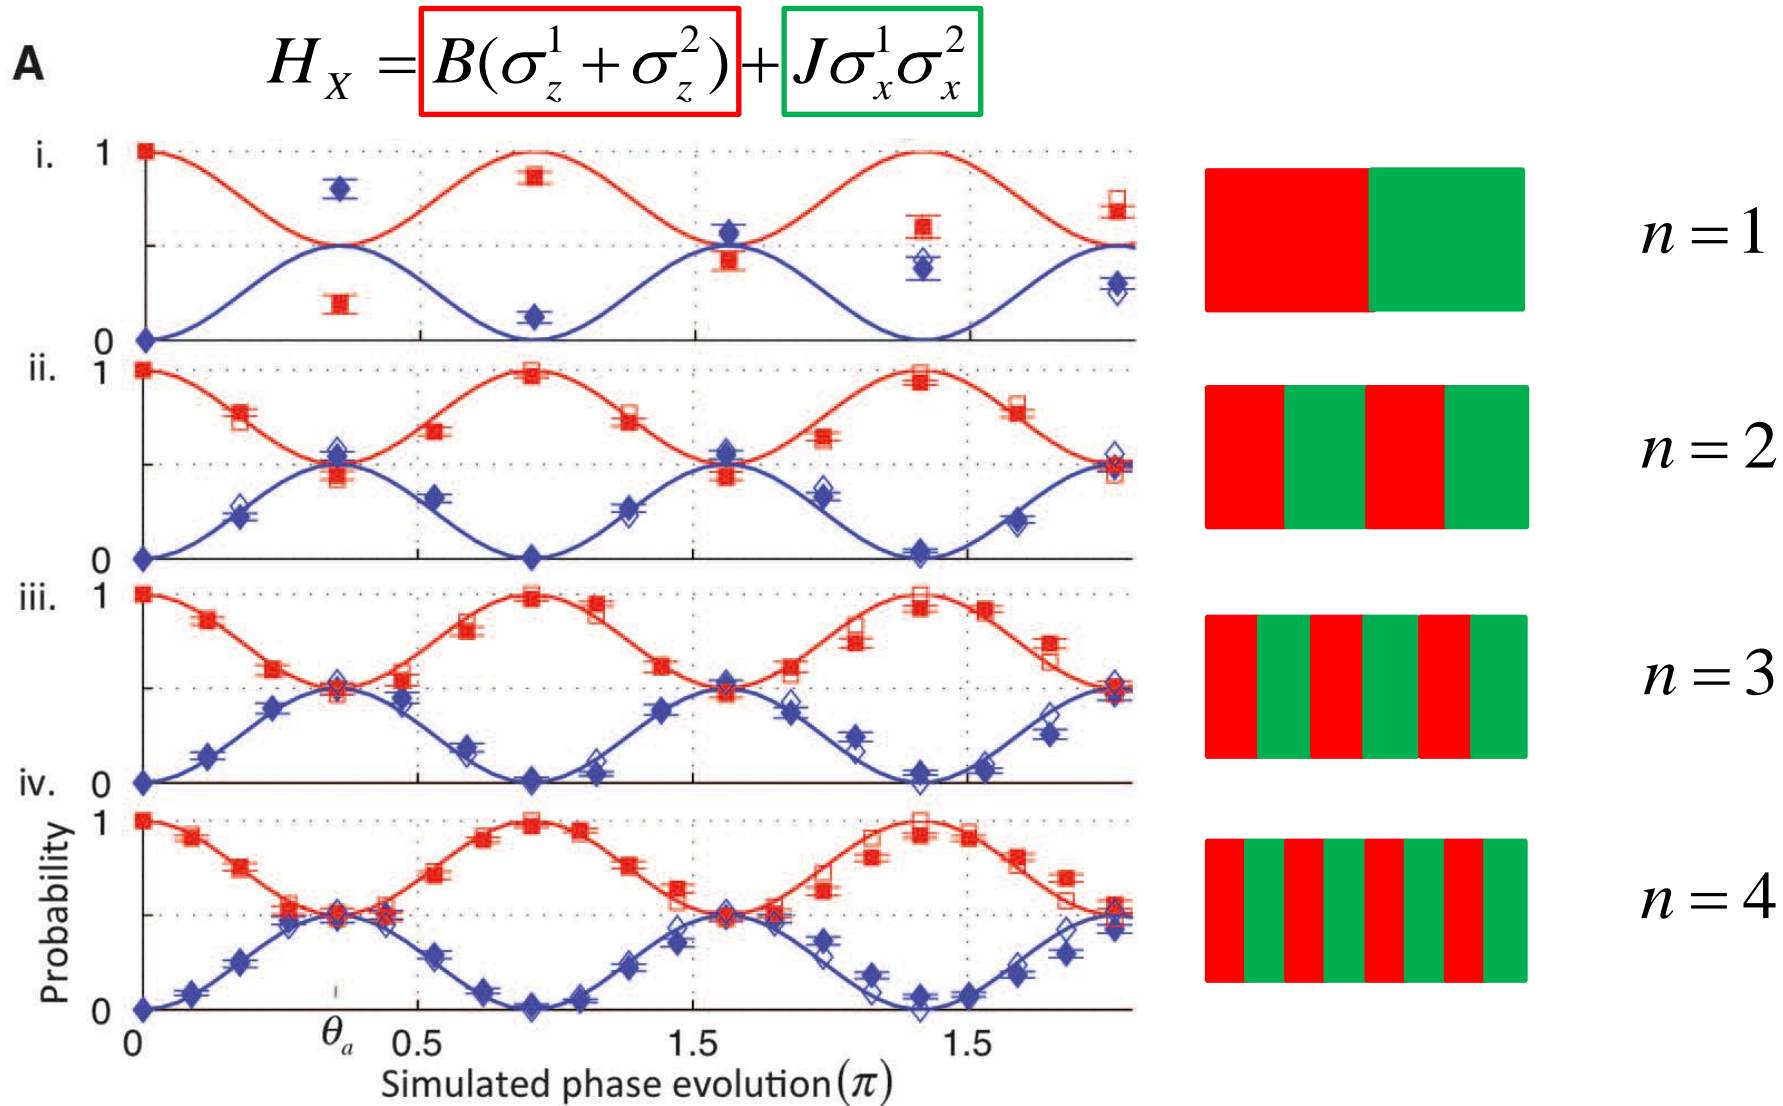 A
H_X = B(σ_z^1 + σ_z^2) + Jσ_x^1σ_x^2
i.
1
0
n = 1
ii.
1
0
n = 2
iii.
1
0
n = 3
iv.
1
0
n = 4
Probability
0 θ_a 0.5 1.5 1.5
Simulated phase evolution (π)